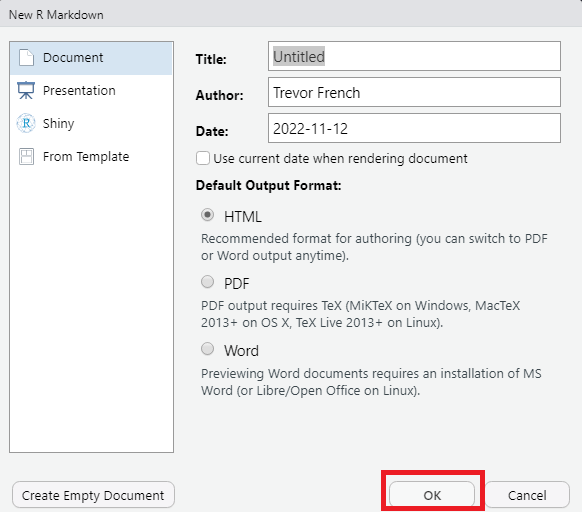 New R Markdown
Document
Presentation
Shiny
From Template
Title:
Untitled
Author:
Trevor French
Date:
2022-11-12
Use current date when rendering document
Default Output Format:
HTML
Recommended format for authoring (you can switch to PDF
or Word output anytime).
PDF
PDF output requires TeX (MiKTeX on Windows, MacTeX
2013+ on OS X, TeX Live 2013+ on Linux).
Word
Previewing Word documents requires an installation of MS
Word (or Libre/Open Office on Linux).
Create Empty Document
OK
Cancel